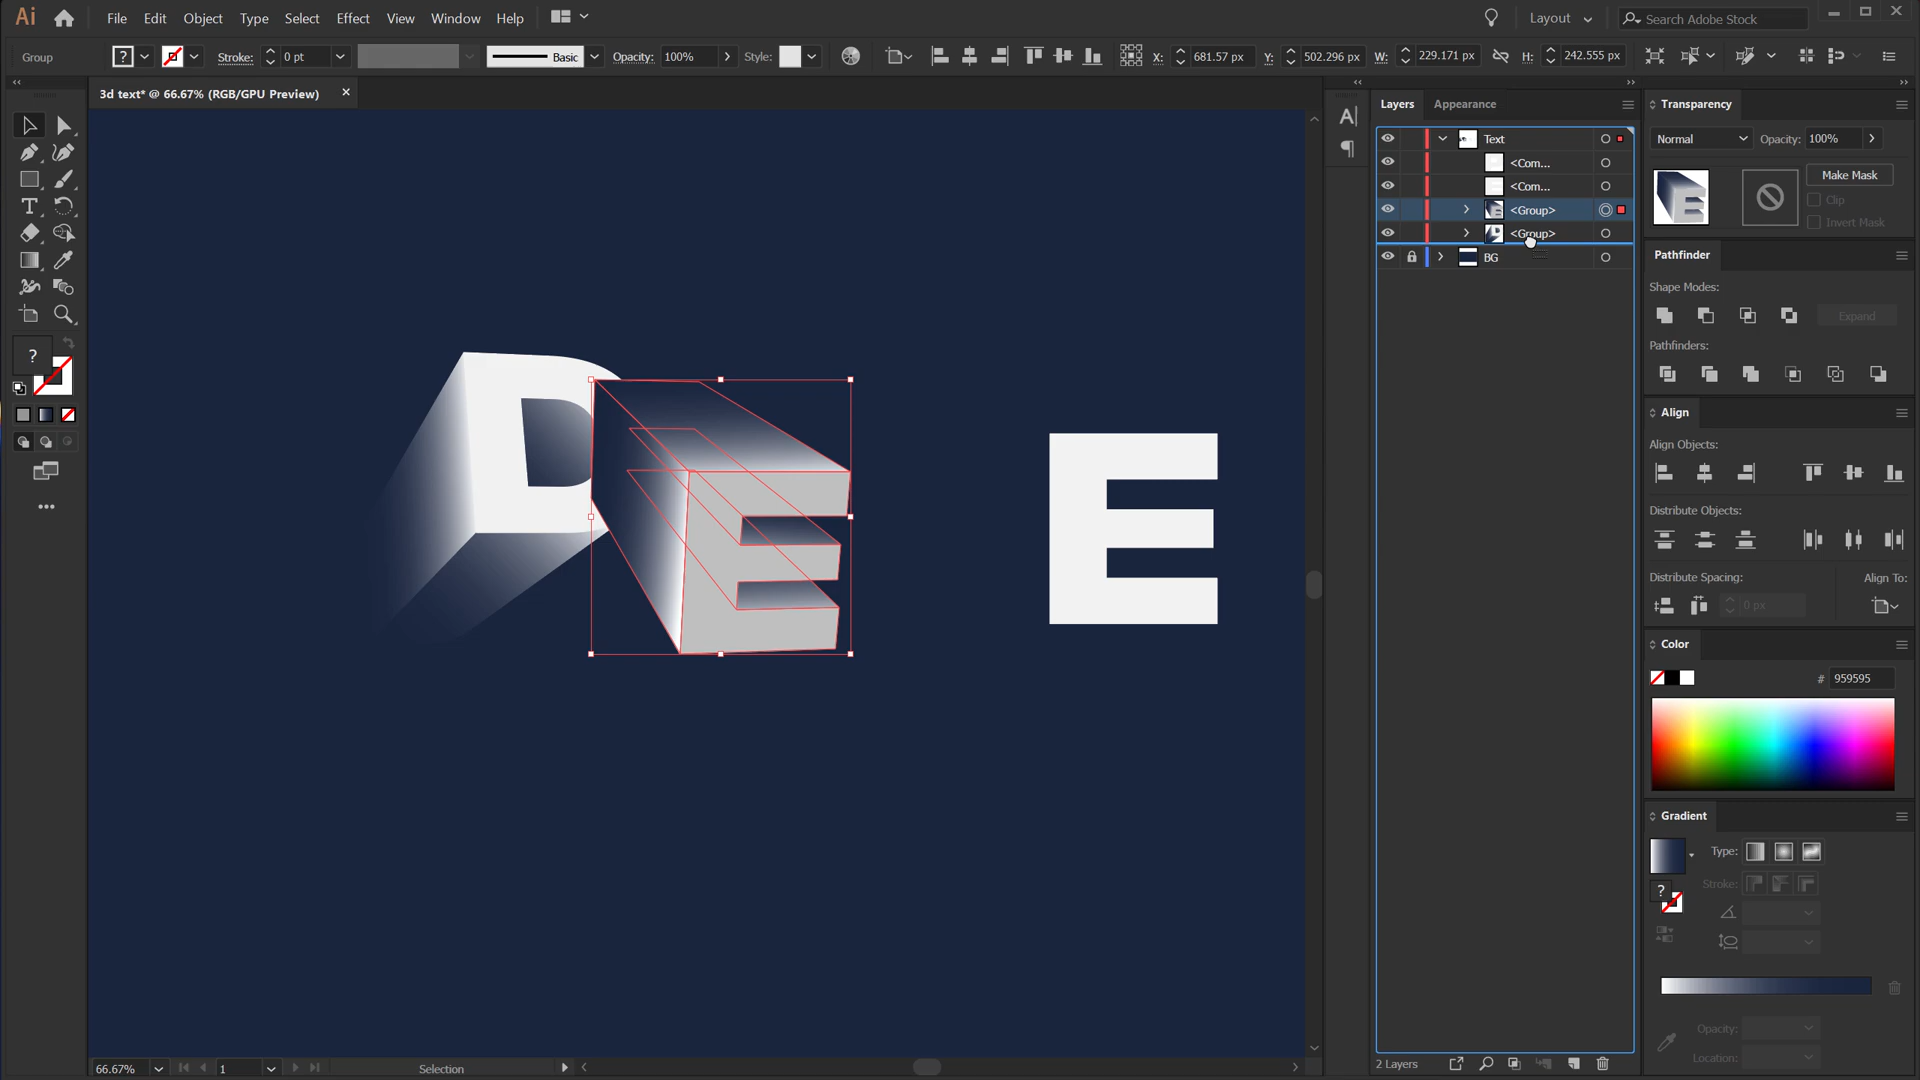 Ai File Edit Object Type Select Effect View Window Help Layout Search Adobe Stock
Group ? Stroke: 0 pt Basic Opacity: 100% Style: X: 681.57 px Y: 502.296 px W: 229.171 px H: 242.555 px
3d text* @ 66.67% (RGB/GPU Preview)
Layers Appearance
Text
<Com...
<Com...
<Group>
<Group>
BG
Transparency
Normal Opacity: 100%
Make Mask
Clip
Invert Mask
Pathfinder
Shape Modes:
Expand
Pathfinders:
Align
Align Objects:
Distribute Objects:
Distribute Spacing: Align To:
0 px
Color
# 959595
Gradient
Type:
Stroke:
?
Opacity:
Location:
?
D
E
E
66.67% 1 Selection
2 Layers